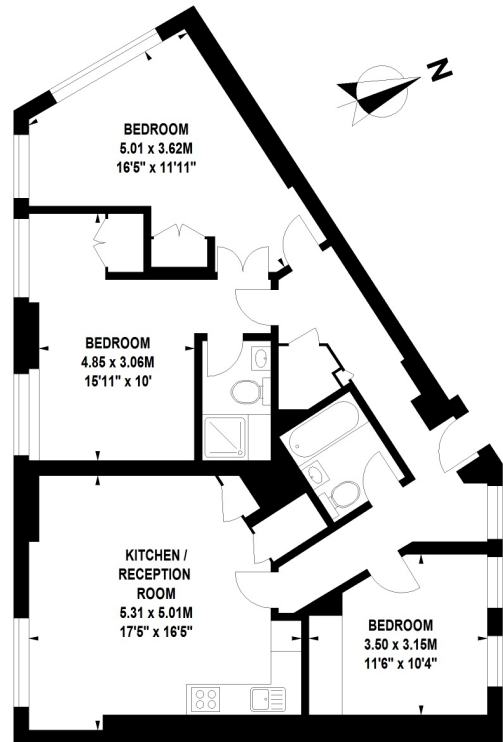 N
BEDROOM
5.01 x 3.62M
16'5" x 11'11"
BEDROOM
4.85 x 3.06M
15'11" x 10'
KITCHEN /
RECEPTION
ROOM
5.31 x 5.01M
17'5" x 16'5"
BEDROOM
3.50 x 3.15M
11'6" x 10'4"